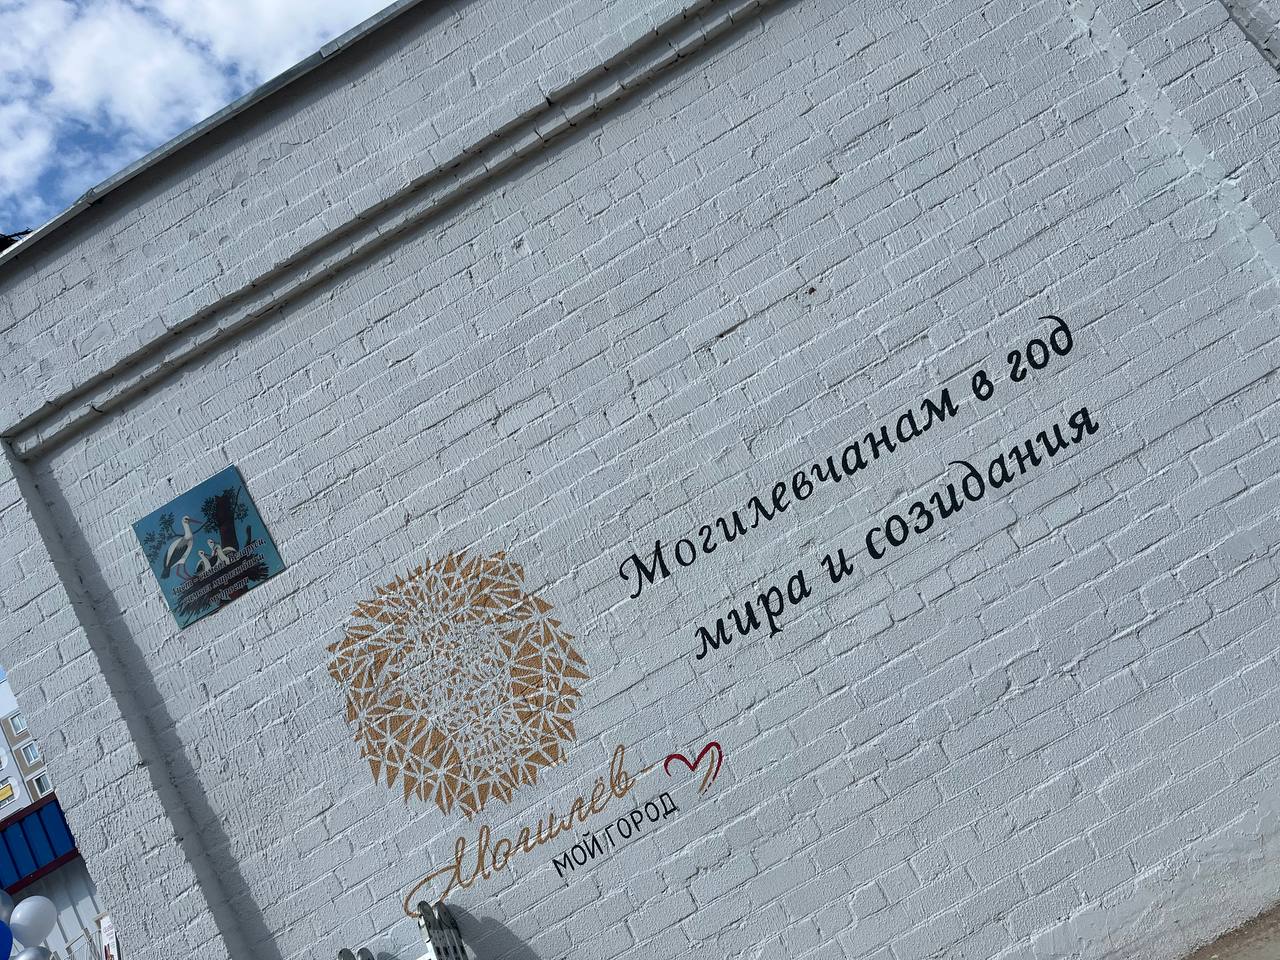 Могилевчанам в год
мира и созидания
Могилёв
МОЙ ГОРОД